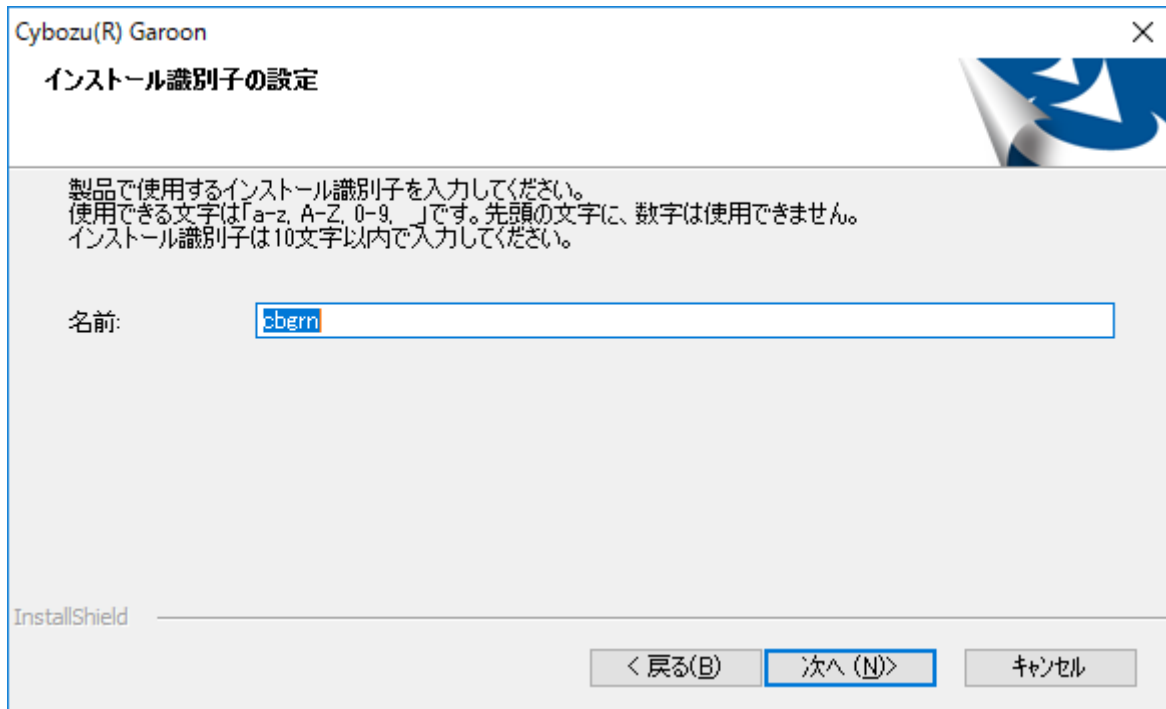 Cybozu(R) Garoon
インストール識別子の設定
製品で使用するインストール識別子を入力してください。
使用できる文字は「a-z, A-Z, 0-9, _」です。先頭の文字に、数字は使用できません。
インストール識別子は10文字以内で入力してください。
名前:
cbgrn
InstallShield
< 戻る(B)
次へ (N)>
キャンセル